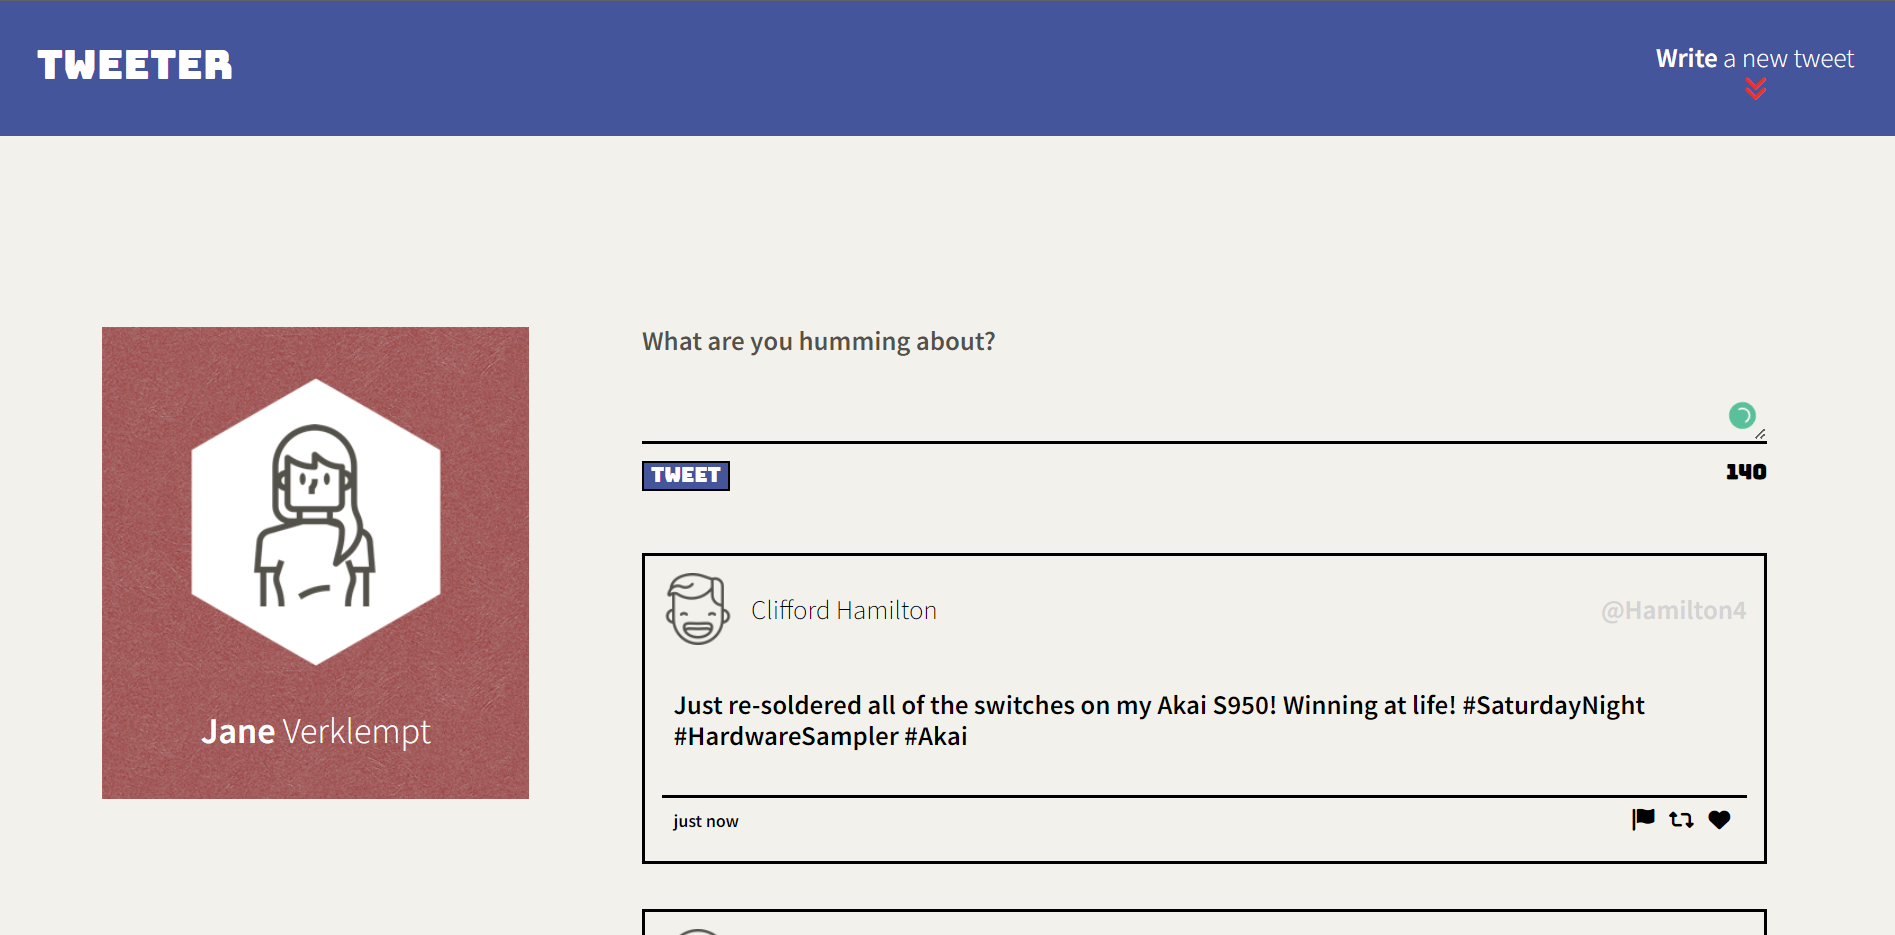 TWEETER
Write a new tweet
Jane Verklempt
What are you humming about?
TWEET
140
Clifford Hamilton
@Hamilton4
Just re-soldered all of the switches on my Akai S950! Winning at life! #SaturdayNight
#HardwareSampler #Akai
just now